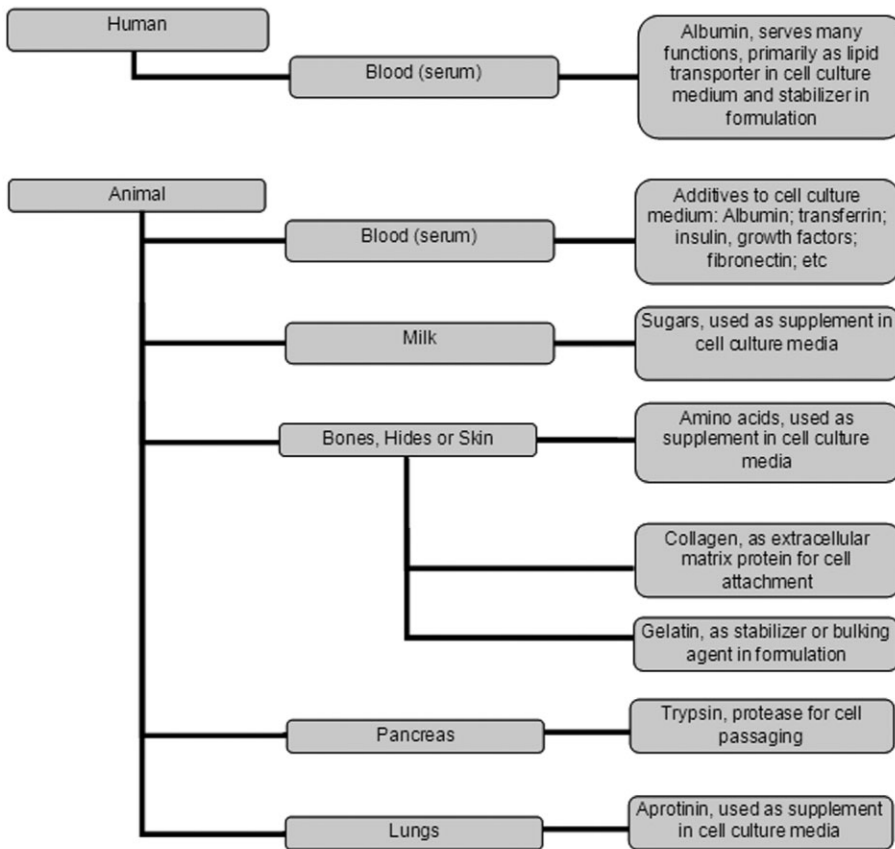 Human
Blood (serum)
Albumin, serves many
functions, primarily as lipid
transporter in cell culture
medium and stabilizer in
formulation
Animal
Blood (serum)
Additives to cell culture
medium: Albumin; transferrin;
insulin, growth factors;
fibronectin; etc
Milk
Sugars, used as supplement in
cell culture media
Bones, Hides or Skin
Amino acids, used as
supplement in cell culture
media
Collagen, as extracellular
matrix protein for cell
attachment
Gelatin, as stabilizer or bulking
agent in formulation
Pancreas
Trypsin, protease for cell
passaging
Lungs
Aprotinin, used as supplement
in cell culture media